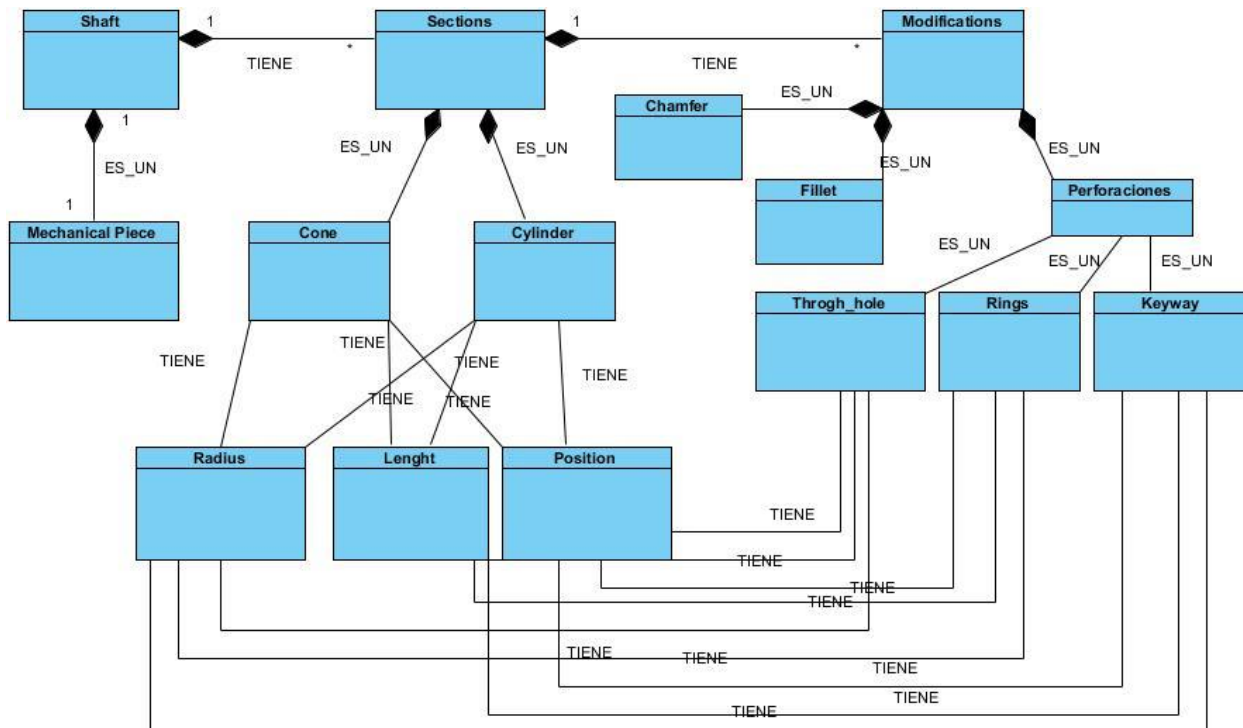 Shaft
1
TIENE
*
Sections
1
TIENE
*
Modifications
1
ES_UN
1
Mechanical Piece
ES_UN
ES_UN
Cone
Cylinder
Chamfer
ES_UN
ES_UN
ES_UN
Fillet
Perforaciones
ES_UN
ES_UN
ES_UN
Throgh_hole
Rings
Keyway
TIENE
TIENE
TIENE
TIENE
TIENE
TIENE
Radius
Lenght
Position
TIENE
TIENE
TIENE
TIENE
TIENE
TIENE
TIENE
TIENE
TIENE